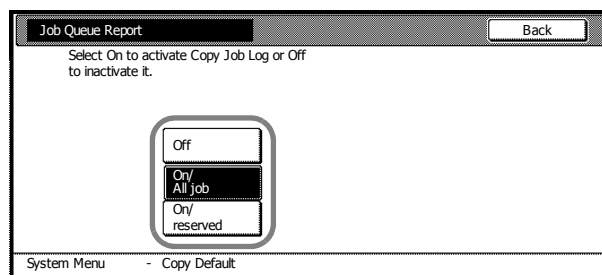 Job Queue Report
Back
Select On to activate Copy Job Log or Off
to inactivate it.
Off
On/
All job
On/
reserved
System Menu - Copy Default